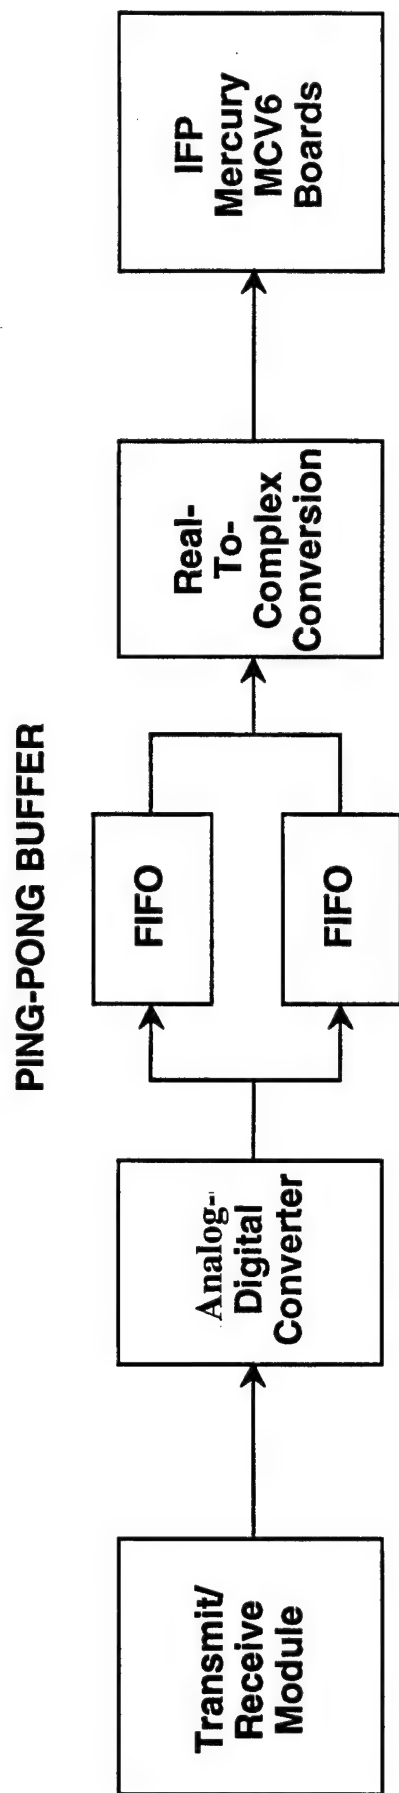 PING-PONG BUFFER
Transmit/
Receive
Module
Analog-
Digital
Converter
FIFO
FIFO
Real-
To-
Complex
Conversion
IFP
Mercury
MCV6
Boards